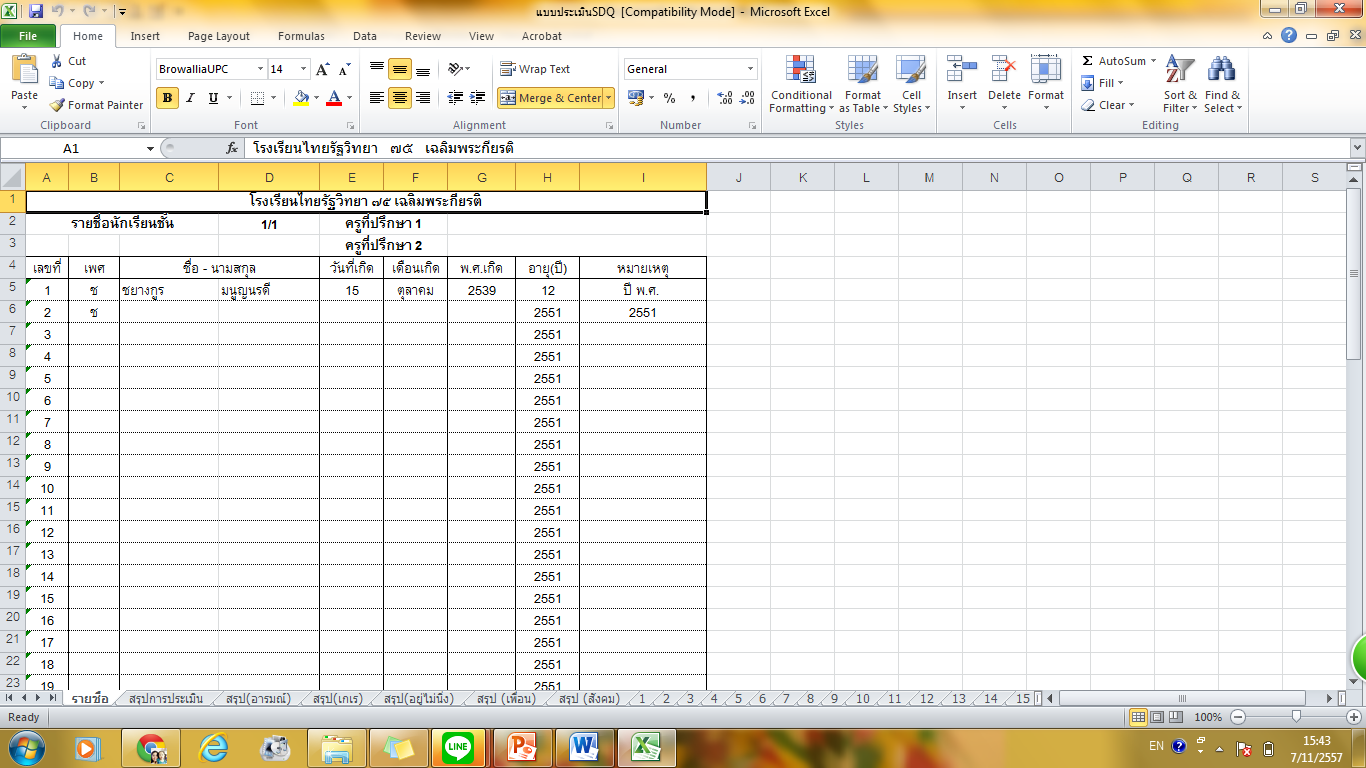 แบบประเมินSDQ [Compatibility Mode] - Microsoft Excel
File Home Insert Page Layout Formulas Data Review View Acrobat
Paste Cut Copy Format Painter Clipboard
BrowalliaUPC 14 B I U A Font
Wrap Text Merge & Center Alignment
General % , Number
Conditional Formatting Format as Table Cell Styles Styles
Insert Delete Format Cells
Σ AutoSum Fill Clear Sort & Filter Find & Select Editing
A1 fx โรงเรียนไทยรัฐวิทยา ๗๕ เฉลิมพระกียรติ
A B C D E F G H I J K L M N O P Q R S
1 โรงเรียนไทยรัฐวิทยา ๗๕ เฉลิมพระกียรติ
2 รายชื่อนักเรียนชั้น 1/1 ครูที่ปรึกษา 1
3 ครูที่ปรึกษา 2
4 เลขที่ เพศ ชื่อ - นามสกุล วันที่เกิด เดือนเกิด พ.ศ.เกิด อายุ(ปี) หมายเหตุ
5 1 ช ชยางกูร มนูญนรดี 15 ตุลาคม 2539 12 ปี พ.ศ.
6 2 ช 2551 2551
7 3 2551
8 4 2551
9 5 2551
10 6 2551
11 7 2551
12 8 2551
13 9 2551
14 10 2551
15 11 2551
16 12 2551
17 13 2551
18 14 2551
19 15 2551
20 16 2551
21 17 2551
22 18 2551
23 19 2551
รายชื่อ สรุปการประเมิน สรุป(อารมณ์) สรุป(เกเร) สรุป(อยู่ไม่นิ่ง) สรุป (เพื่อน) สรุป (สังคม) 1 2 3 4 5 6 7 8 9 10 11 12 13 14 15
Ready 100%
LINE
EN 15:43
7/11/2557